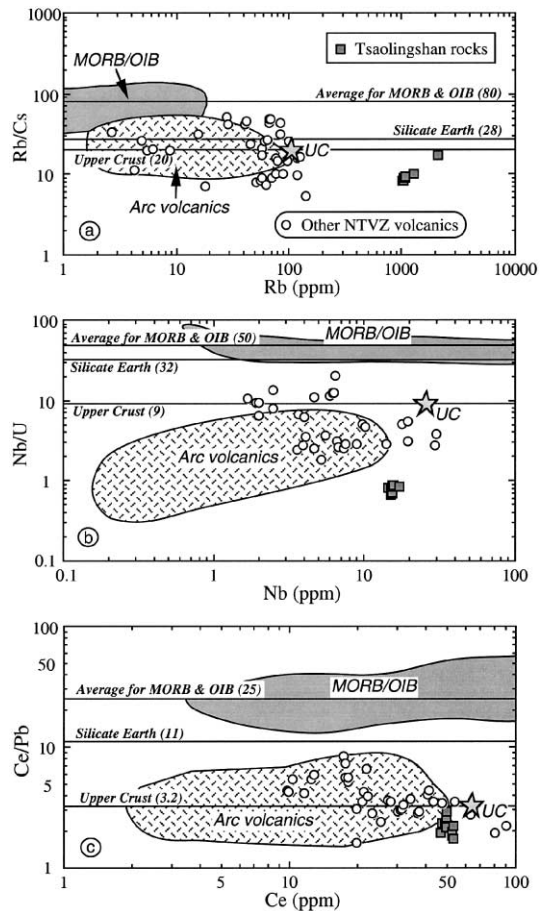 1000
100
10
1
Rb/Cs
MORB/OIB
Tsaolingshan rocks
Average for MORB & OIB (80)
Silicate Earth (28)
Upper Crust (20)
UC
Arc volcanics
Other NTVZ volcanics
a
1 10 100 1000 10000
Rb (ppm)
100
10
1
0.1
Nb/U
Average for MORB & OIB (50)
MORB/OIB
Silicate Earth (32)
Upper Crust (9)
UC
Arc volcanics
b
0.1 1 10 100
Nb (ppm)
100
50
10
5
1
Ce/Pb
Average for MORB & OIB (25)
MORB/OIB
Silicate Earth (11)
Upper Crust (3.2)
UC
Arc volcanics
c
1 5 10 50 100
Ce (ppm)